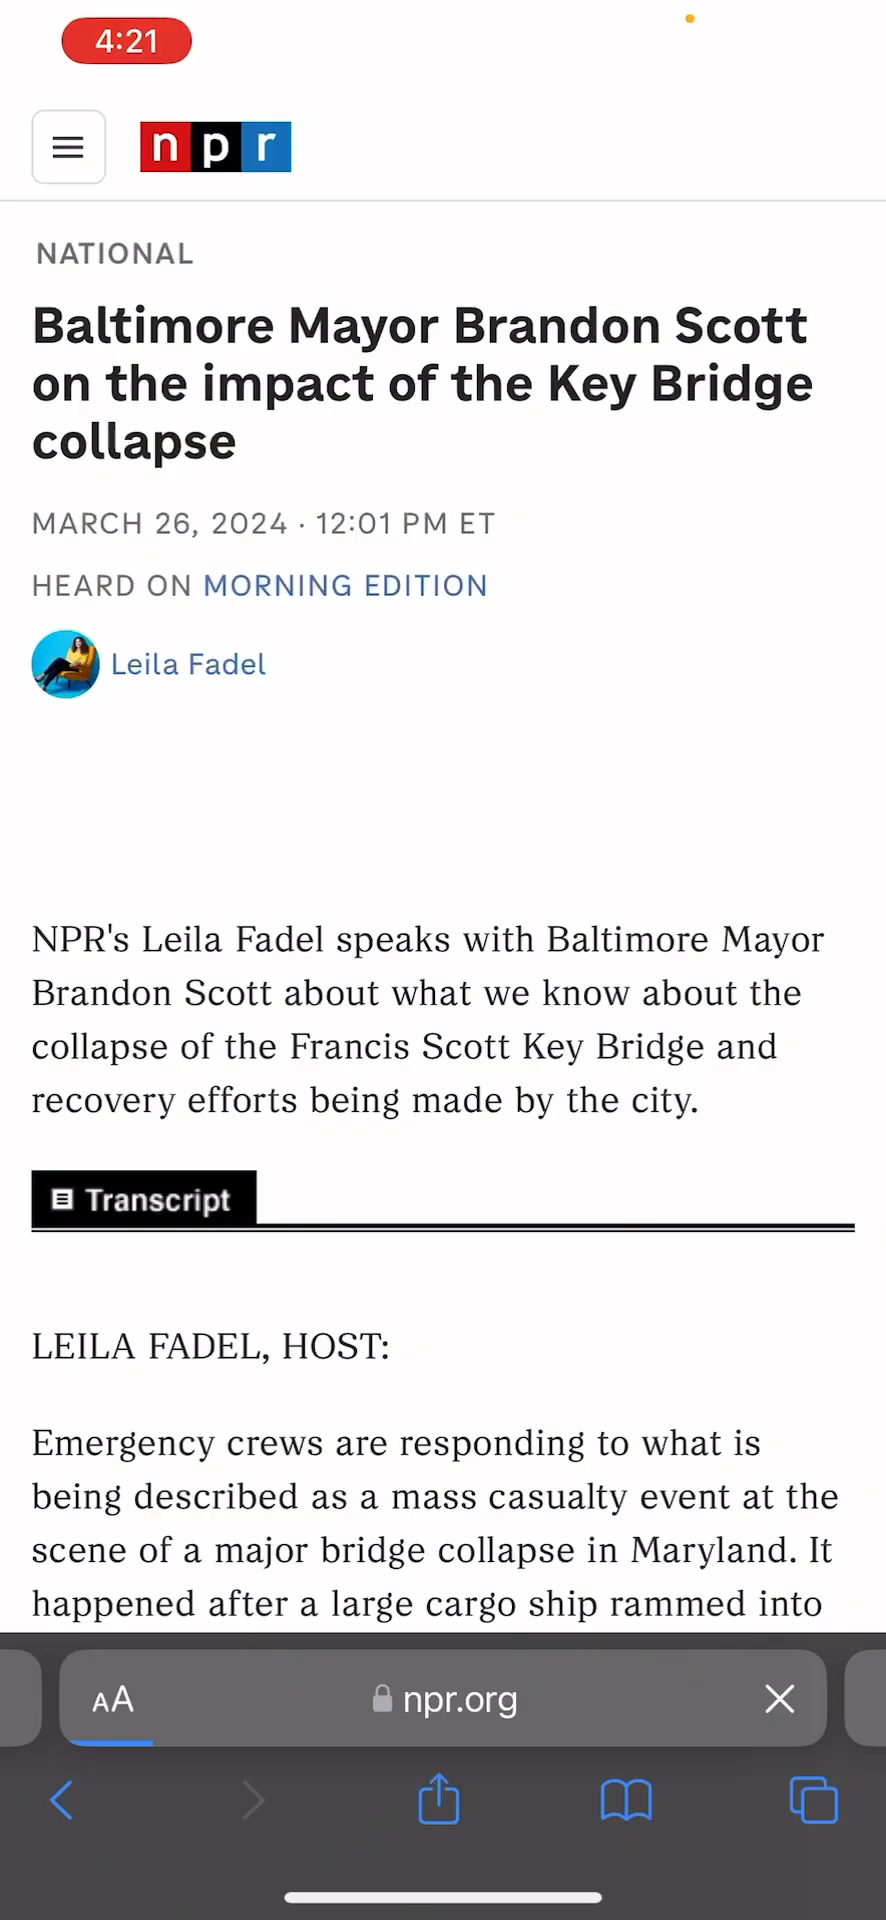 4:21
npr
NATIONAL
Baltimore Mayor Brandon Scott
on the impact of the Key Bridge
collapse
MARCH 26, 2024 · 12:01 PM ET
HEARD ON MORNING EDITION
Leila Fadel
NPR's Leila Fadel speaks with Baltimore Mayor
Brandon Scott about what we know about the
collapse of the Francis Scott Key Bridge and
recovery efforts being made by the city.
Transcript
LEILA FADEL, HOST:
Emergency crews are responding to what is
being described as a mass casualty event at the
scene of a major bridge collapse in Maryland. It
happened after a large cargo ship rammed into
AA npr.org